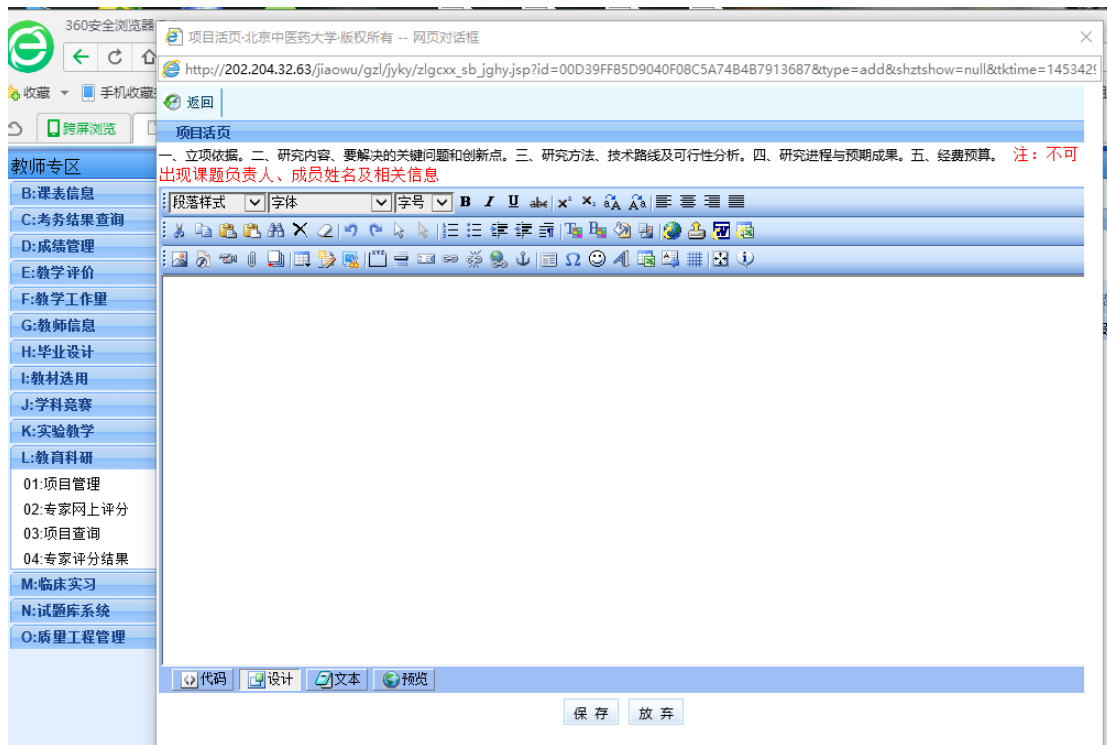 360安全浏览器
项目活页·北京中医药大学·版权所有 -- 网页对话框
http://202.204.32.63/jiaowu/gzl/jyky/zlgcxx_sb_jghy.jsp?id=00D39FF85D9040F08C5A74B4B7913687&type=add&shztshow=null&tktime=145342
收藏 手机收藏
返回
跨屏浏览
项目活页
一、立项依据。二、研究内容、要解决的关键问题和创新点。三、研究方法、技术路线及可行性分析。四、研究进程与预期成果。五、经费预算。 注：不可
出现课题负责人、成员姓名及相关信息
教师专区
B:课表信息
C:考务结果查询
D:成绩管理
E:教学评价
F:教学工作量
G:教师信息
H:毕业设计
I:教材选用
J:学科竞赛
K:实验教学
L:教育科研
01:项目管理
02:专家网上评分
03:项目查询
04:专家评分结果
M:临床实习
N:试题库系统
O:质量工程管理
段落样式 字体 字号 B I U abc x² X₂
代码 设计 文本 预览
保存 放弃